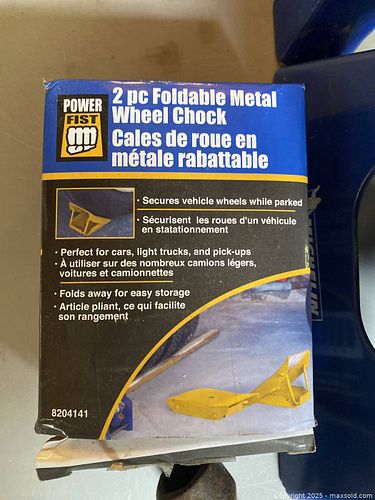 POWER
FIST
2 pc Foldable Metal
Wheel Chock
Cales de roue en
métale rabattable
· Secures vehicle wheels while parked
· Sécurisent les roues d'un véhicule
en statationnement
· Perfect for cars, light trucks, and pick-ups
· À utiliser sur des nombreux camions légers,
voitures et camionnettes
· Folds away for easy storage
· Article pliant, ce qui facilite
son rangement
8204141
MICHELIN
Copyright 2025 - maxsold.com